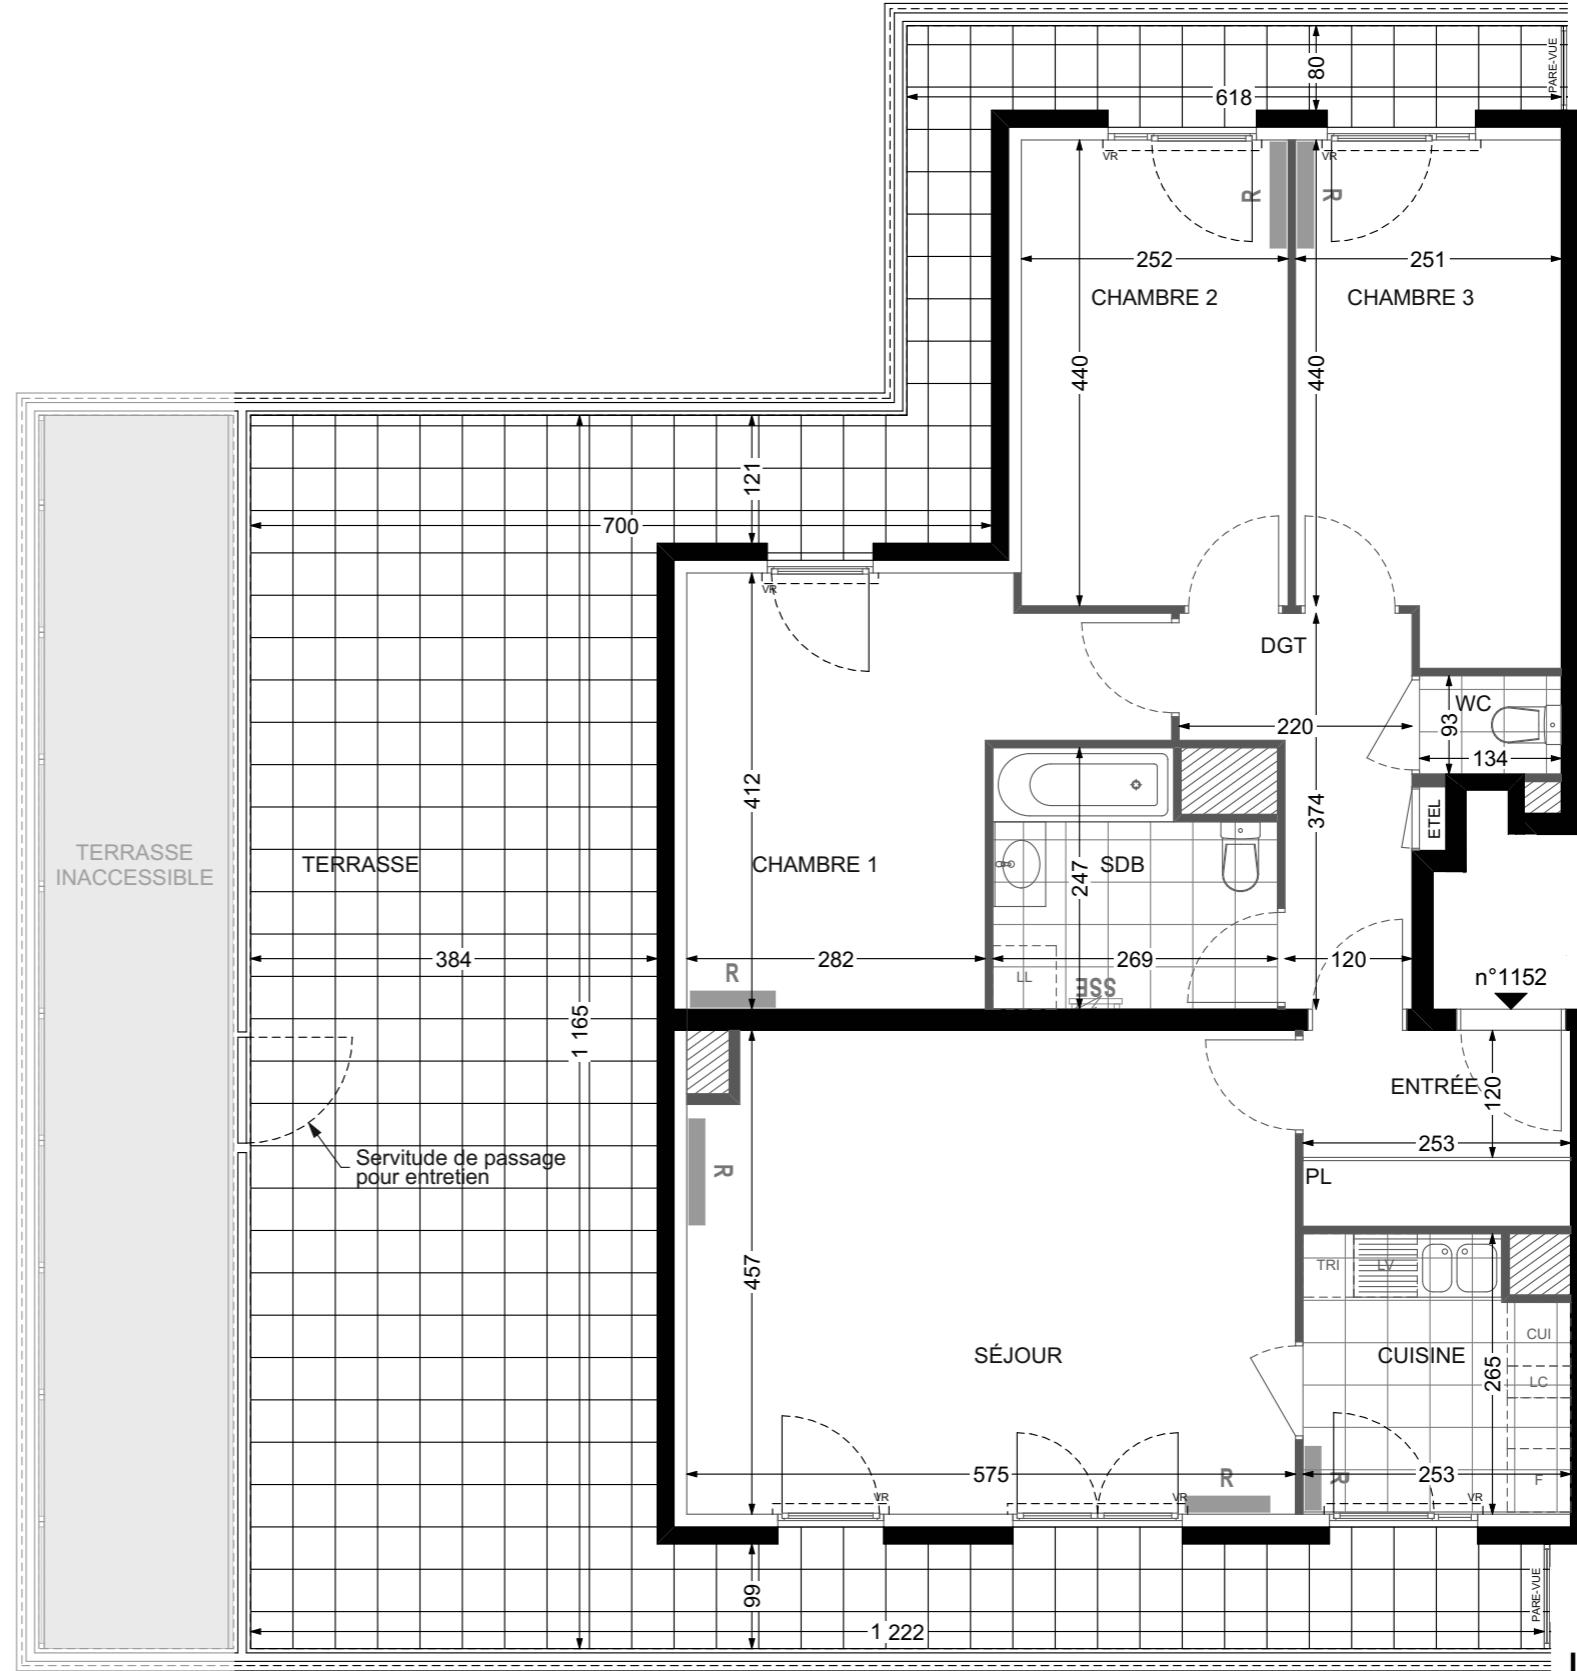 PARE-VUE
80
618
VR
VR
R
R
252
251
CHAMBRE 2
CHAMBRE 3
440
440
121
700
VR
DGT
WC
93
220
134
412
374
ETEL
TERRASSE
INACCESSIBLE
TERRASSE
CHAMBRE 1
247
SDB
384
282
269
120
R
LL
SSE
n°1152
1 165
ENTRÉE
120
253
Servitude de passage
pour entretien
R
PL
457
TRI
LV
CUI
SÉJOUR
CUISINE
265
LC
575
R
R
253
F
VR
VR
VR
99
PARE-VUE
1 222